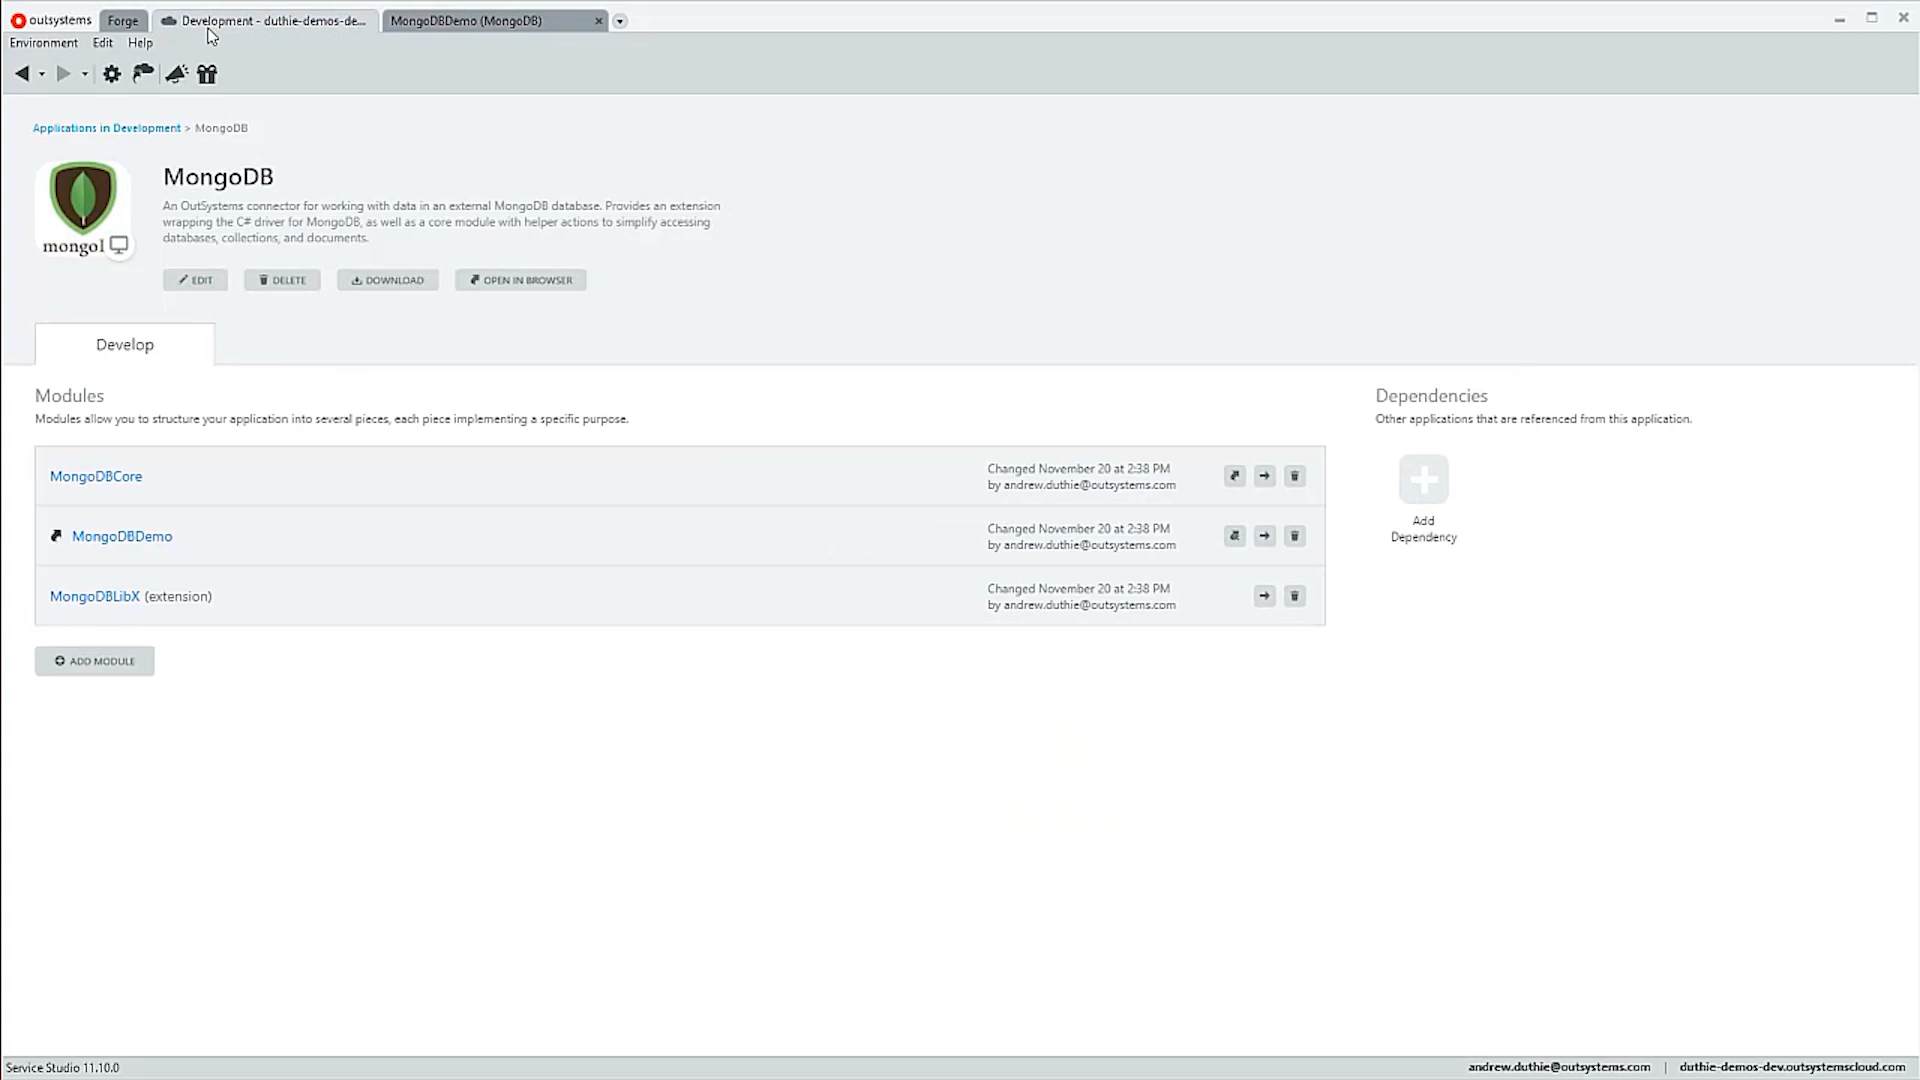 outsystems
Forge
Development - duthie-demos-de...
MongoDBDemo (MongoDB)
Environment
Edit
Help
Applications in Development > MongoDB
MongoDB
An OutSystems connector for working with data in an external MongoDB database. Provides an extension
wrapping the C# driver for MongoDB, as well as a core module with helper actions to simplify accessing
databases, collections, and documents.
EDIT
DELETE
DOWNLOAD
OPEN IN BROWSER
Develop
Modules
Modules allow you to structure your application into several pieces, each piece implementing a specific purpose.
MongoDBCore
Changed November 20 at 2:38 PM
by andrew.duthie@outsystems.com
MongoDBDemo
Changed November 20 at 2:38 PM
by andrew.duthie@outsystems.com
MongoDBLibX (extension)
Changed November 20 at 2:38 PM
by andrew.duthie@outsystems.com
ADD MODULE
Dependencies
Other applications that are referenced from this application.
Add
Dependency
Service Studio 11.10.0
andrew.duthie@outsystems.com | duthie-demos-dev.outsystemscloud.com